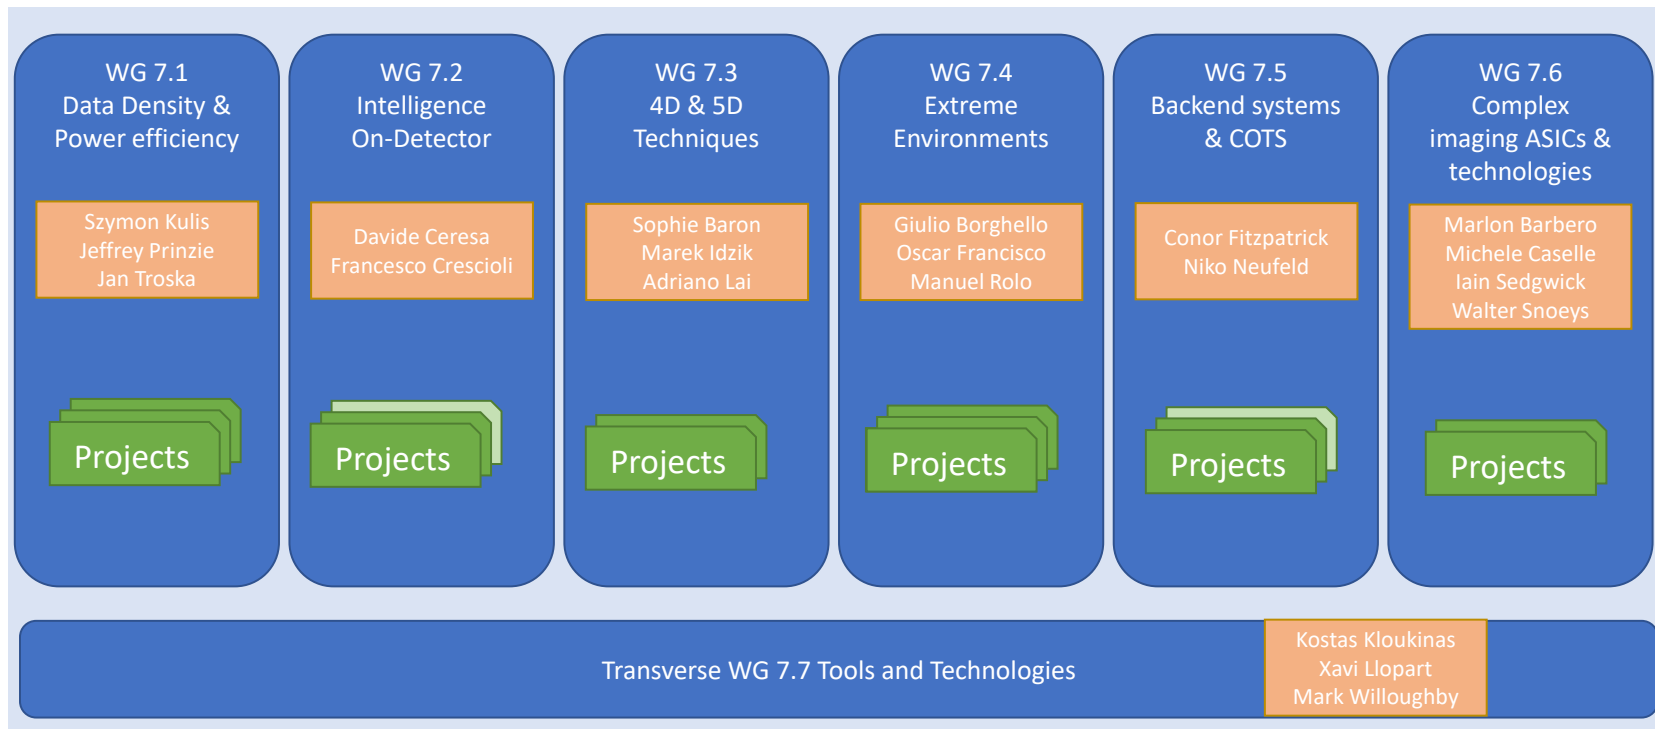 WG 7.1
Data Density &
Power efficiency
Szymon Kulis
Jeffrey Prinzie
Jan Troska
Projects
WG 7.2
Intelligence
On-Detector
Davide Ceresa
Francesco Crescioli
Projects
WG 7.3
4D & 5D
Techniques
Sophie Baron
Marek Idzik
Adriano Lai
Projects
WG 7.4
Extreme
Environments
Giulio Borghello
Oscar Francisco
Manuel Rolo
Projects
WG 7.5
Backend systems
& COTS
Conor Fitzpatrick
Niko Neufeld
Projects
WG 7.6
Complex
imaging ASICs &
technologies
Marlon Barbero
Michele Caselle
Iain Sedgwick
Walter Snoeys
Projects
Transverse WG 7.7 Tools and Technologies
Kostas Kloukinas
Xavi Llopart
Mark Willoughby